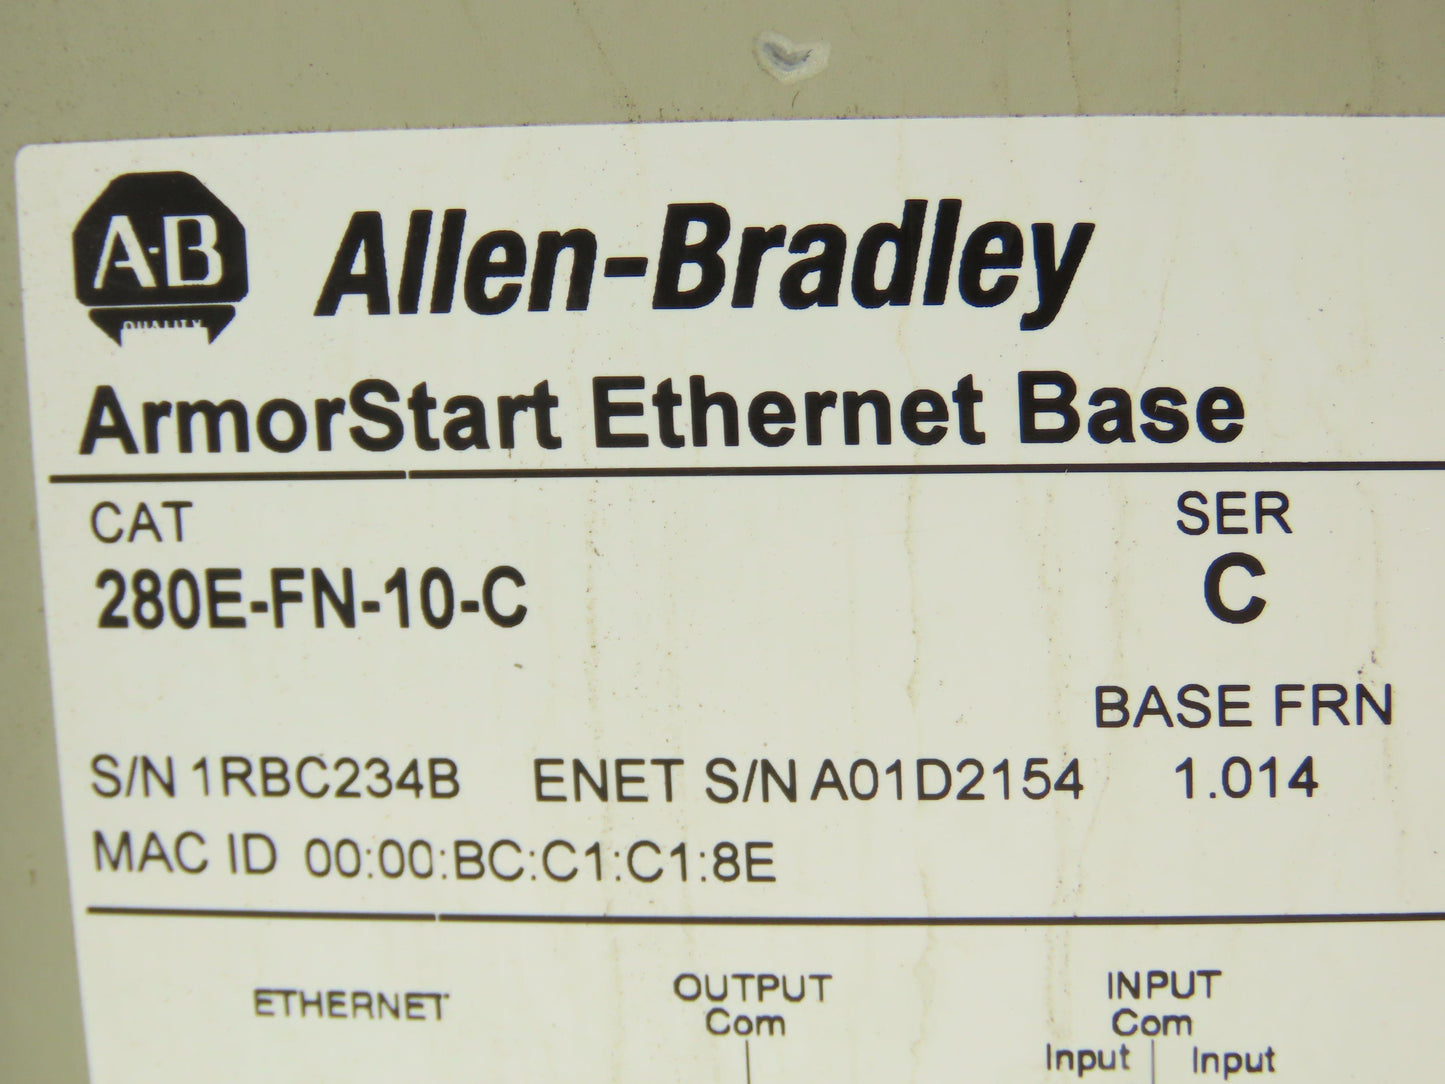 A-B
QUALITY
Allen-Bradley
ArmorStart Ethernet Base
CAT
280E-FN-10-C
SER
C
BASE FRN
1.014
S/N 1RBC234B ENET S/N A01D2154
MAC ID 00:00:BC:C1:C1:8E
ETHERNET
OUTPUT
Com
INPUT
Com
Input Input